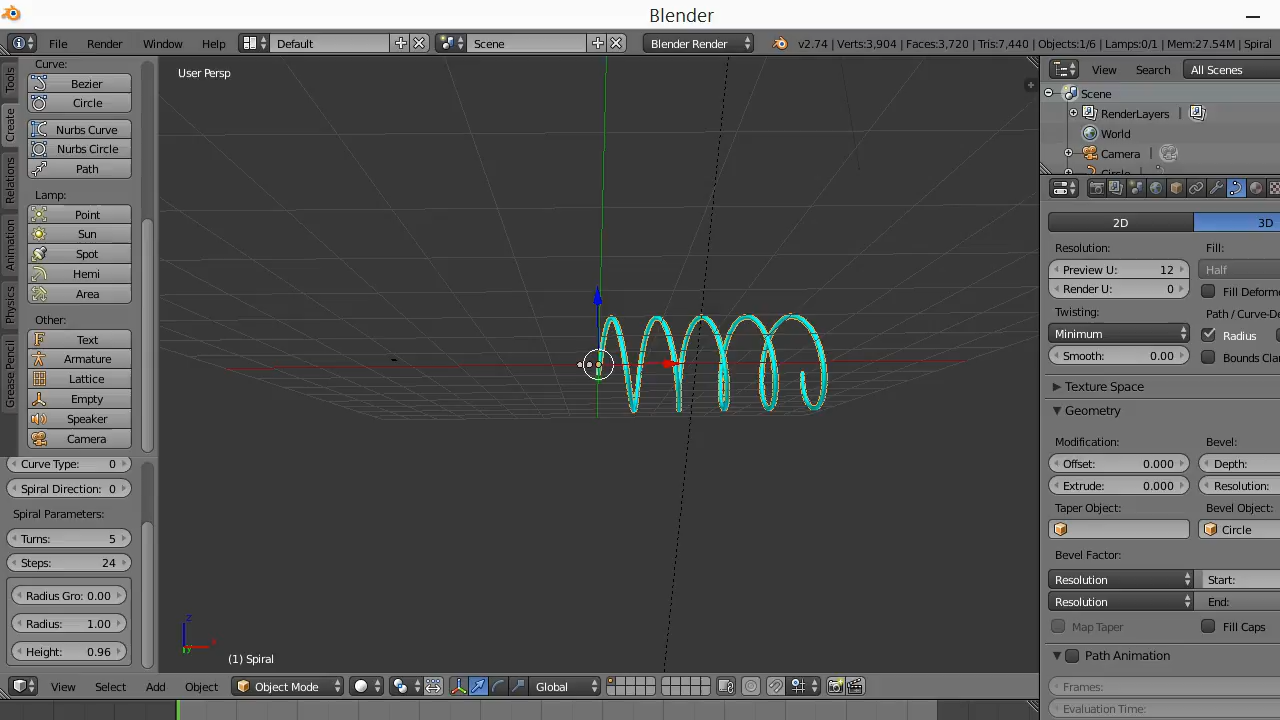 Blender
File Render Window Help Default Scene Blender Render v2.74 | Verts:3,904 | Faces:3,720 | Tris:7,440 | Objects:1/6 | Lamps:0/1 | Mem:27.54M | Spiral
Tools
Create
Relations
Animation
Physics
Grease Pencil
Curve:
Bezier
Circle
Nurbs Curve
Nurbs Circle
Path
Lamp:
Point
Sun
Spot
Hemi
Area
Other:
Text
Armature
Lattice
Empty
Speaker
Camera
Curve Type: 0
Spiral Direction: 0
Spiral Parameters:
Turns: 5
Steps: 24
Radius Gro: 0.00
Radius: 1.00
Height: 0.96
User Persp
z
x
y
(1) Spiral
View Select Add Object Object Mode Global
View Search All Scenes
Scene
RenderLayers |
World
Camera |
2D 3D
Resolution: Fill:
Preview U: 12 Half
Render U: 0 Fill Deforme
Twisting: Path / Curve-De
Minimum Radius
Smooth: 0.00 Bounds Cla
Texture Space
Geometry
Modification: Bevel:
Offset: 0.000 Depth:
Extrude: 0.000 Resolution:
Taper Object: Bevel Object:
Circle
Bevel Factor:
Resolution Start:
Resolution End:
Map Taper Fill Caps
Path Animation
Frames:
Evaluation Time: